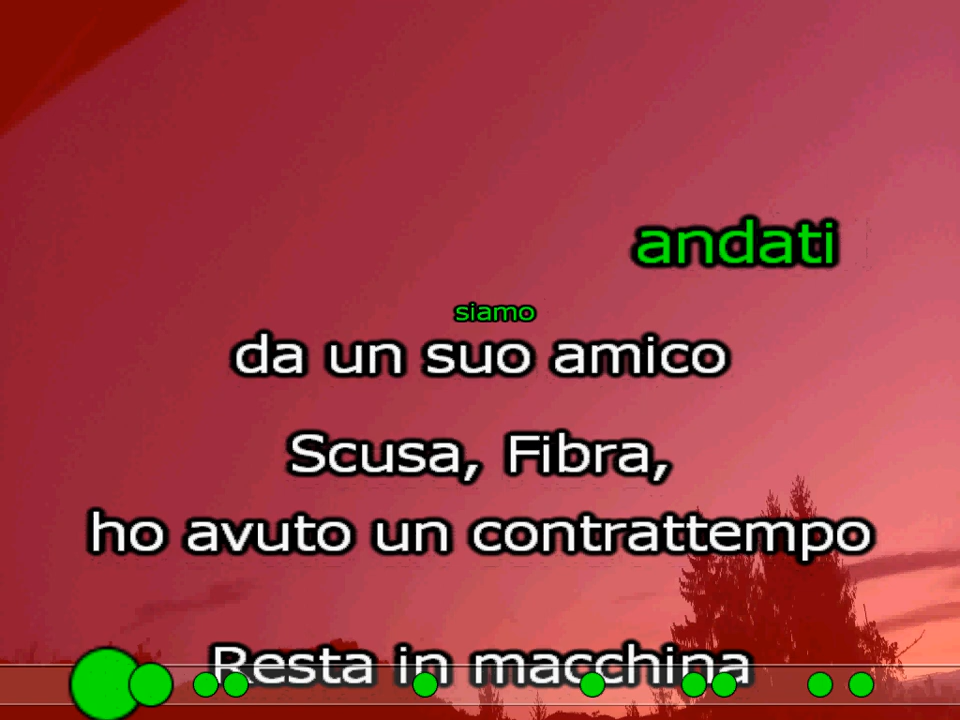 andati
siamo
da un suo amico
Scusa, Fibra,
ho avuto un contrattempo
Resta in macchina